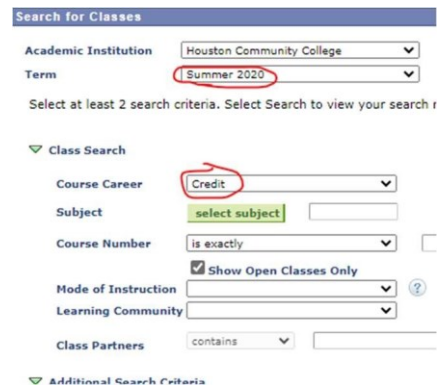 Search for Classes
Academic Institution Houston Community College
Term Summer 2020
Select at least 2 search criteria. Select Search to view your search
Class Search
Course Career Credit
Subject select subject
Course Number is exactly
Show Open Classes Only
Mode of Instruction ?
Learning Community
Class Partners contains
Additional Search Criteria